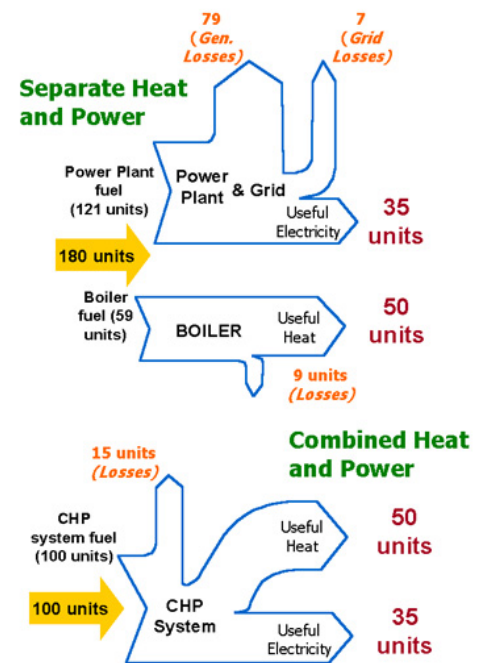 79
(Gen.
Losses)
7
(Grid
Losses)
Separate Heat
and Power
Power Plant
fuel
(121 units)
Power
Plant
& Grid
Useful
Electricity
35
units
180 units
Boiler
fuel (59
units)
BOILER
Useful
Heat
50
units
9 units
(Losses)
Combined Heat
and Power
15 units
(Losses)
CHP
system fuel
(100 units)
Useful
Heat
50
units
100 units
CHP
System
Useful
Electricity
35
units